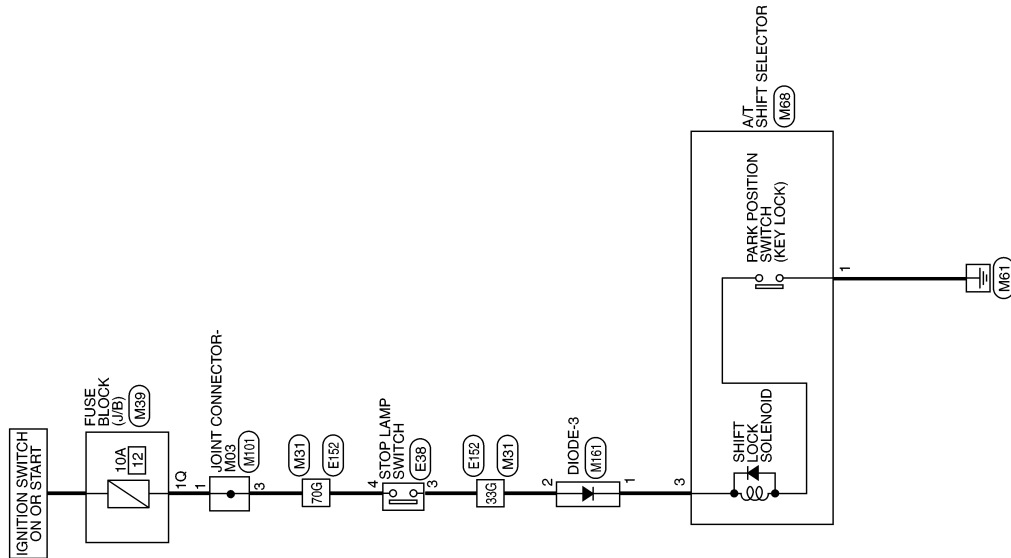 IGNITION SWITCH
ON OR START
FUSE
BLOCK
(J/B)
M39
10A
12
1Q
1
JOINT CONNECTOR-
M03
M101
3
M31
70G
E152
4
STOP LAMP
SWITCH
E38
3
E152
33G
M31
2
DIODE-3
M161
1
3
A/T
SHIFT SELECTOR
M68
SHIFT
LOCK
SOLENOID
PARK POSITION
SWITCH
(KEY LOCK)
1
M61